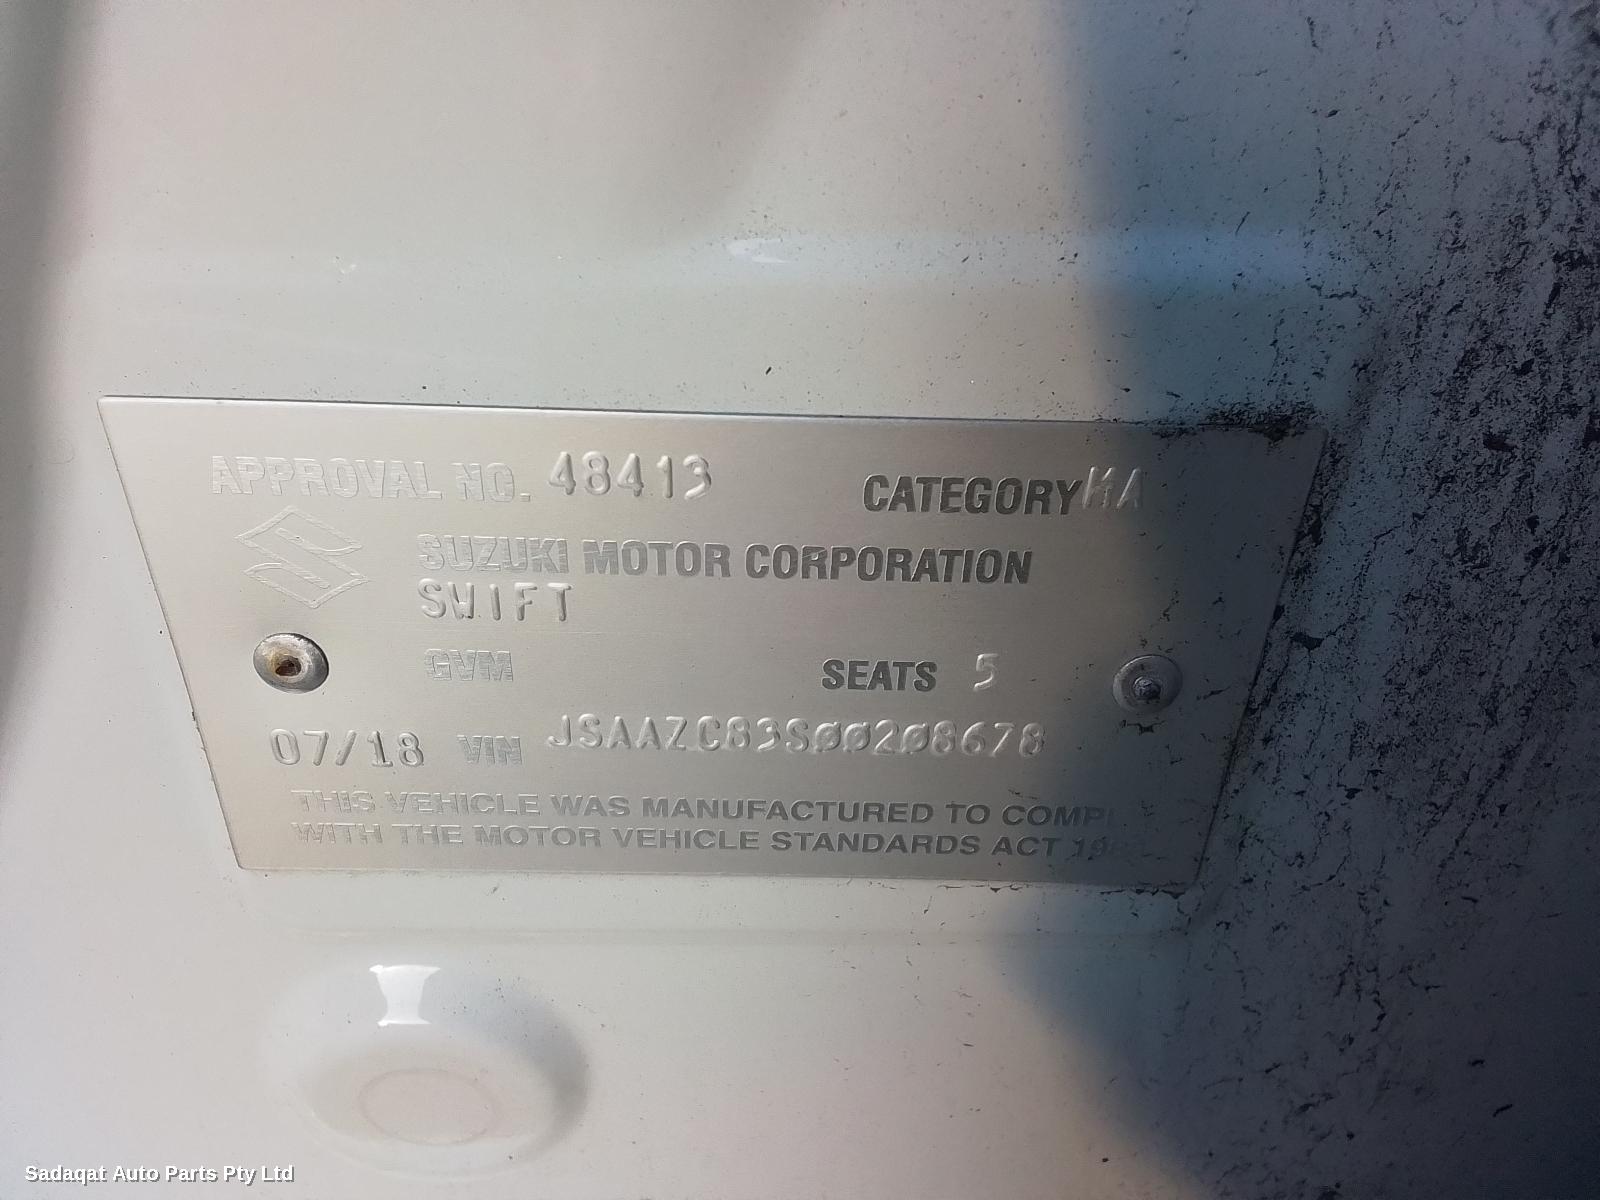 APPROVAL NO. 48413 CATEGORY MA
SUZUKI MOTOR CORPORATION
SWIFT
GVM SEATS 5
07/18 VIN JSAAZC83S00208678
THIS VEHICLE WAS MANUFACTURED TO COMPLY
WITH THE MOTOR VEHICLE STANDARDS ACT
Sadaqat Auto Parts Pty Ltd